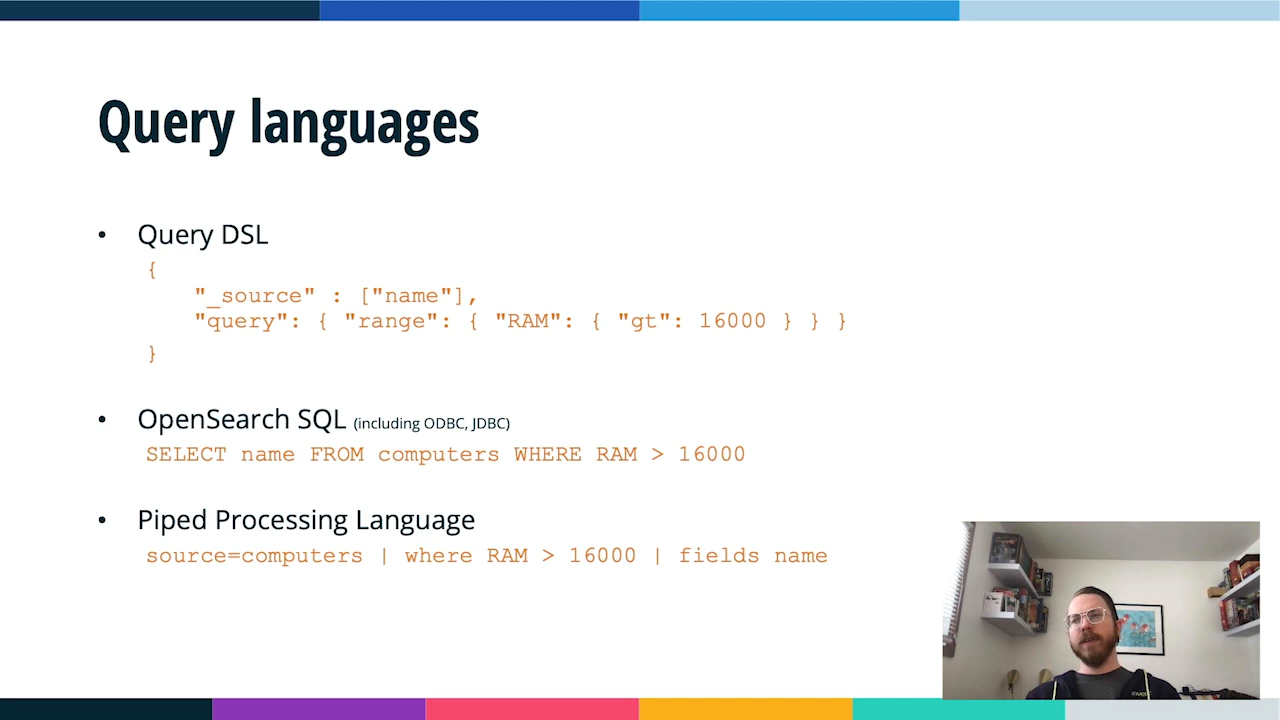 Query languages
• Query DSL
{
"_source" : ["name"],
"query": { "range": { "RAM": { "gt": 16000 } } }
}
• OpenSearch SQL (including ODBC, JDBC)
SELECT name FROM computers WHERE RAM > 16000
• Piped Processing Language
source=computers | where RAM > 16000 | fields name